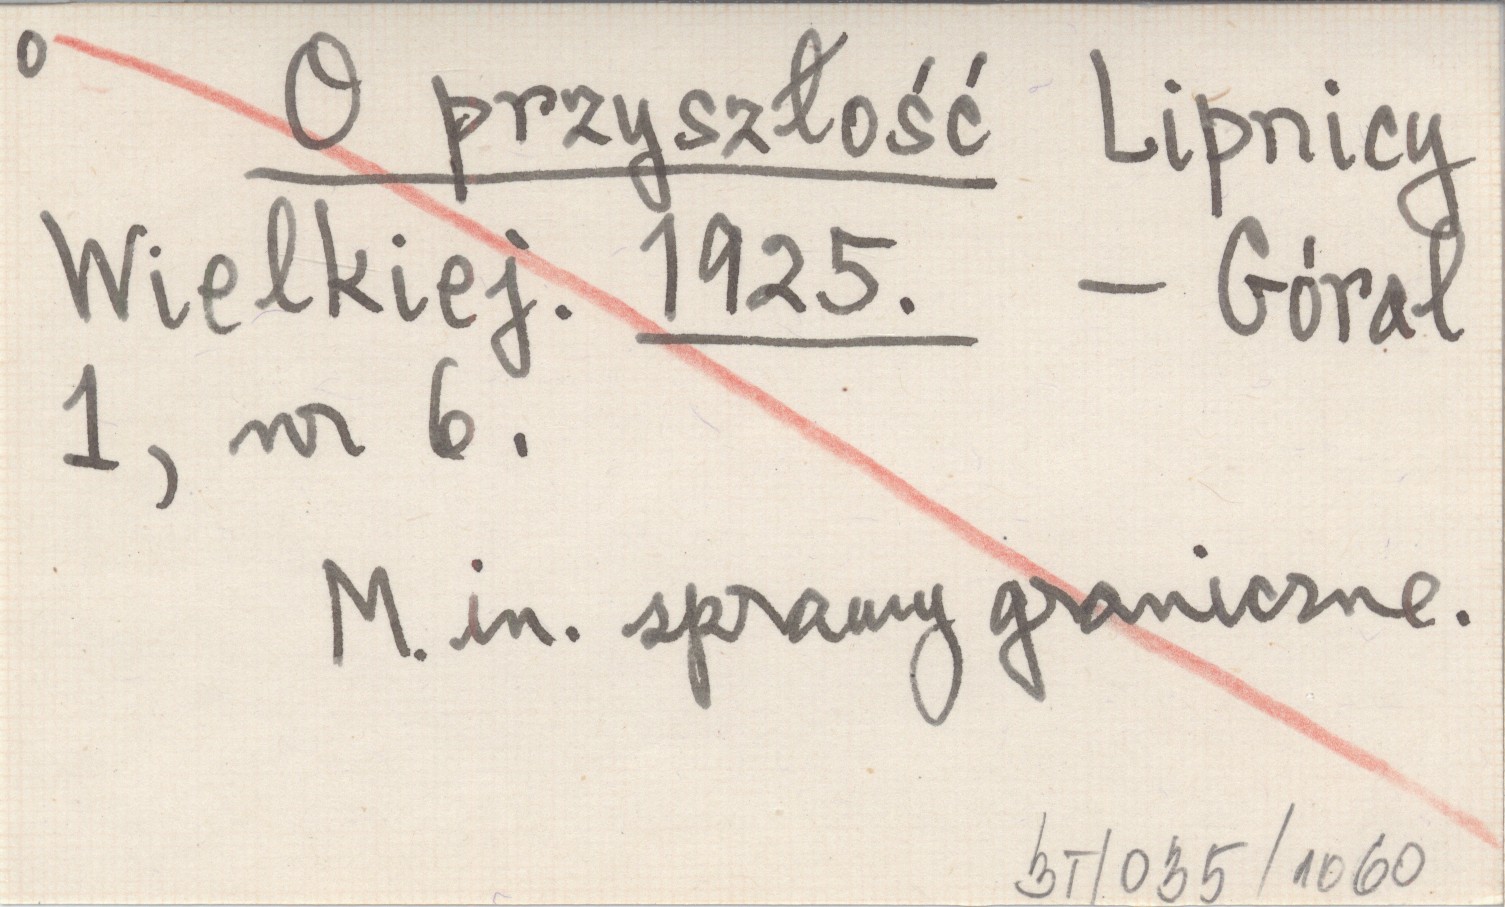 o
O przyszłość Lipnicy
Wielkiej. 1925. – Góral
1, nr 6.
M. in. sprawy graniczne.
BT/035/1060